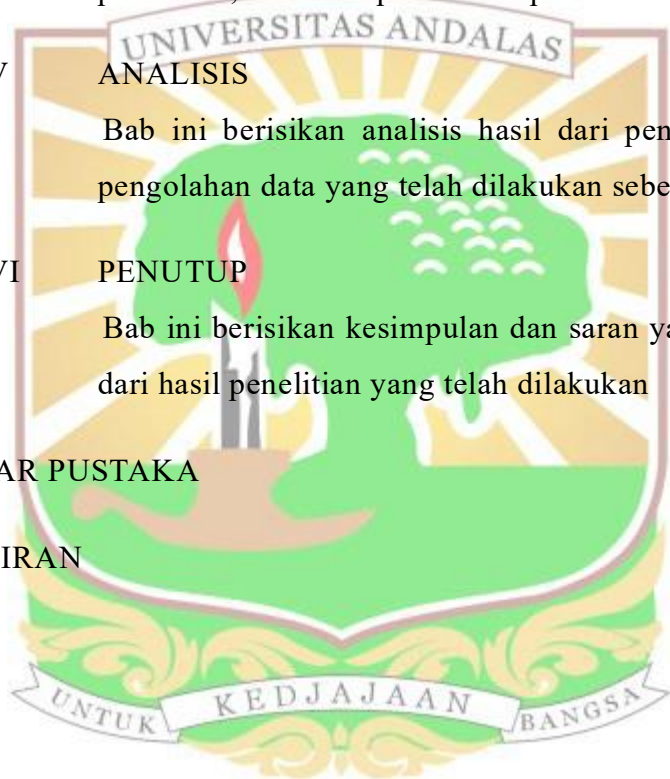 UNIVERSITAS ANDALAS
V ANALISIS
Bab ini berisikan analisis hasil dari pen
pengolahan data yang telah dilakukan sebe
VI PENUTUP
Bab ini berisikan kesimpulan dan saran ya
dari hasil penelitian yang telah dilakukan
AR PUSTAKA
IRAN
UNTUK KEDJAJAAN BANGSA